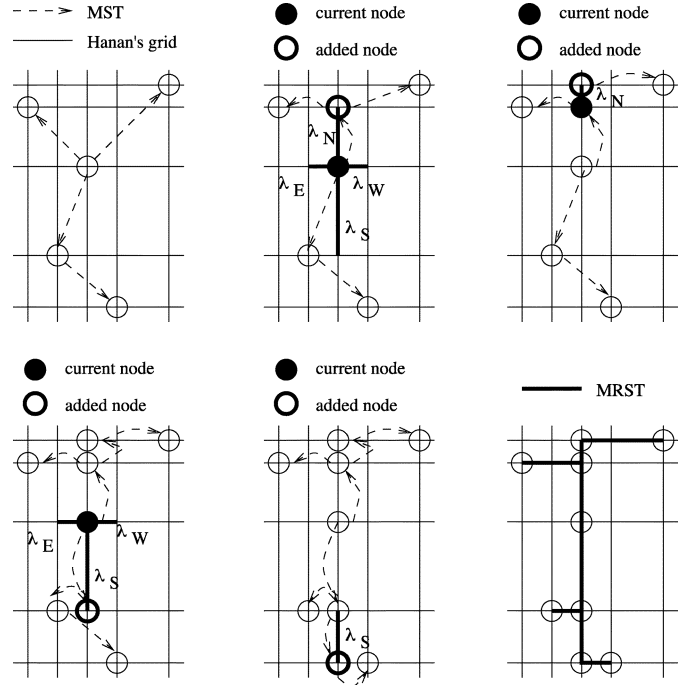 MST
Hanan's grid
current node
added node
current node
added node
λ N
λ E
λ W
λ S
λ N
current node
added node
current node
added node
MRST
λ E
λ W
λ S
λ S